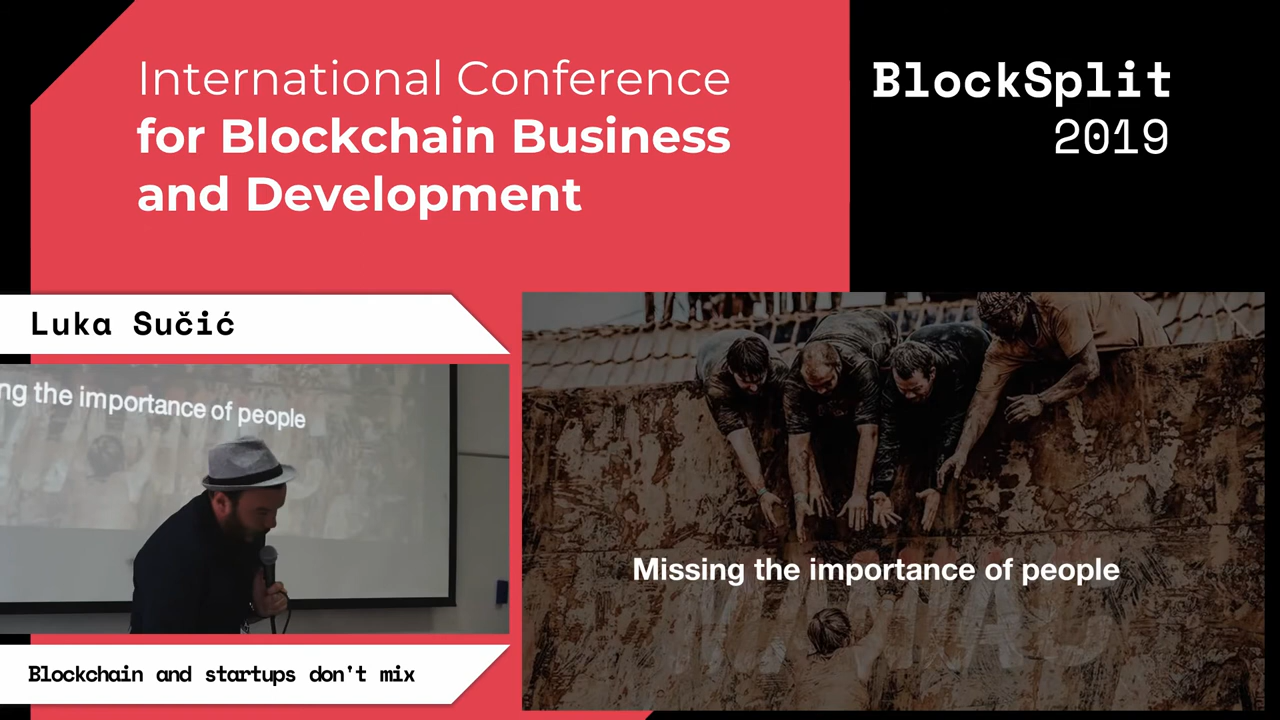 International Conference
for Blockchain Business
and Development
BlockSplit
2019
Luka Sučić
ng the importance of people
Missing the importance of people
Blockchain and startups don't mix